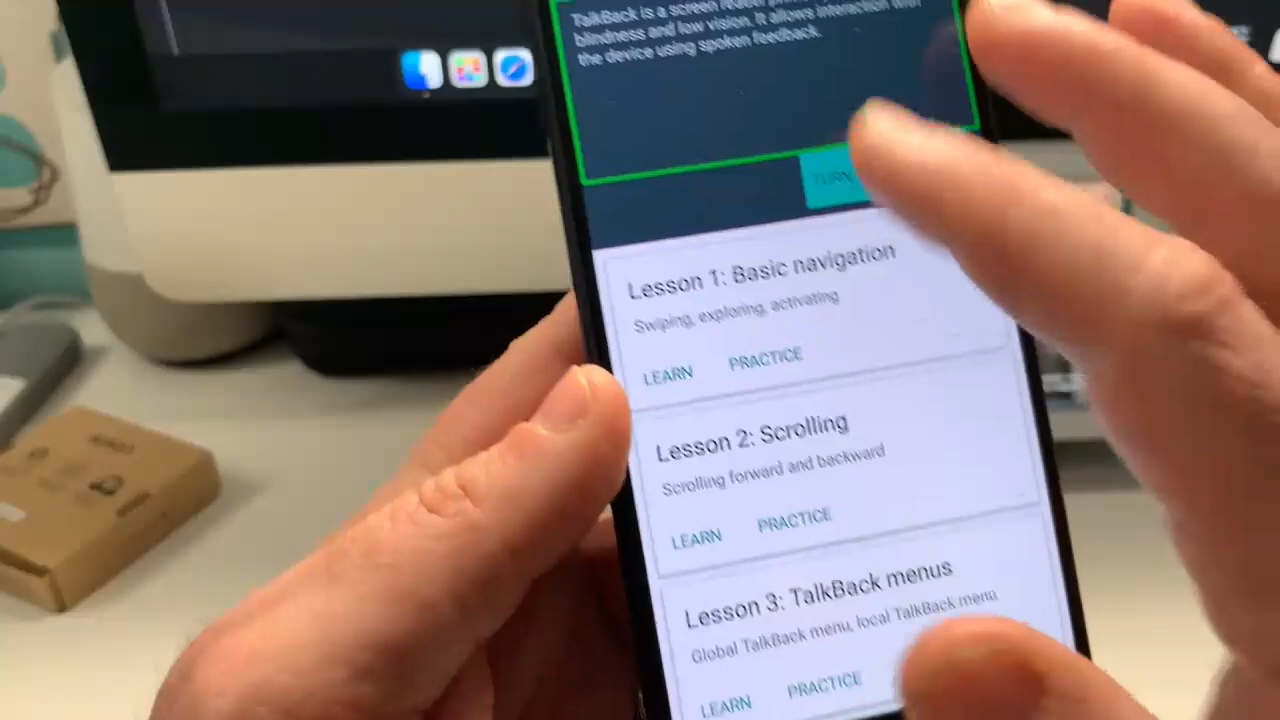 TalkBack is a screen reader
blindness and low vision. It allows interaction with
the device using spoken feedback.
TURN
Lesson 1: Basic navigation
Swiping, exploring, activating
LEARN PRACTICE
Lesson 2: Scrolling
Scrolling forward and backward
LEARN PRACTICE
Lesson 3: TalkBack menus
Global TalkBack menu, local TalkBack menu
LEARN PRACTICE